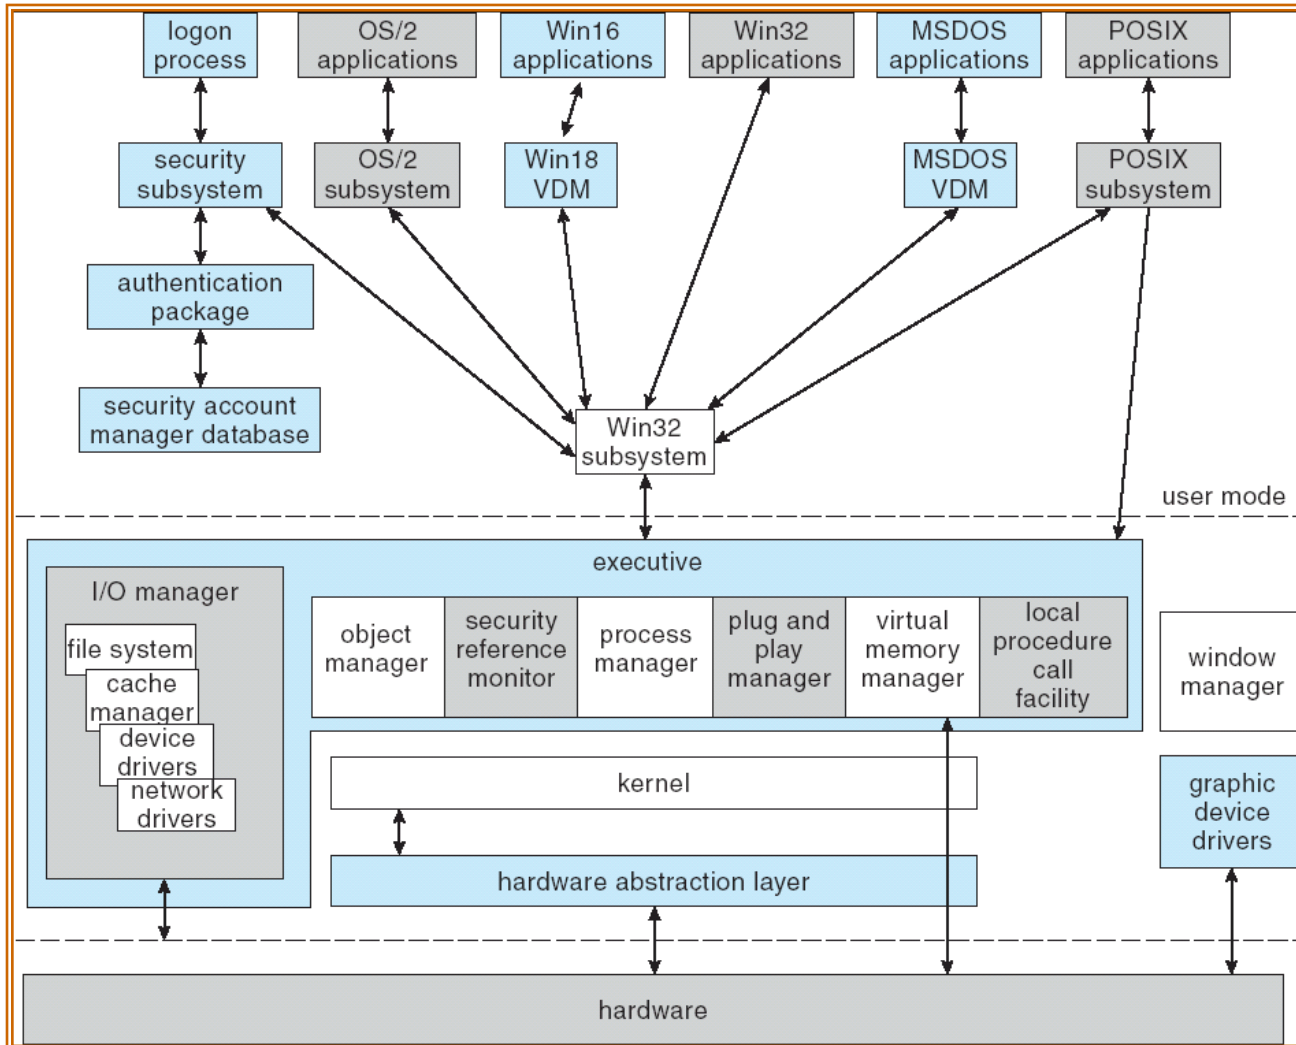 logon
process
OS/2
applications
Win16
applications
Win32
applications
MSDOS
applications
POSIX
applications
security
subsystem
OS/2
subsystem
Win18
VDM
MSDOS
VDM
POSIX
subsystem
authentication
package
security account
manager database
Win32
subsystem
user mode
executive
I/O manager
file system
cache
manager
device
drivers
network
drivers
object
manager
security
reference
monitor
process
manager
plug and
play
manager
virtual
memory
manager
local
procedure
call
facility
window
manager
kernel
graphic
device
drivers
hardware abstraction layer
hardware